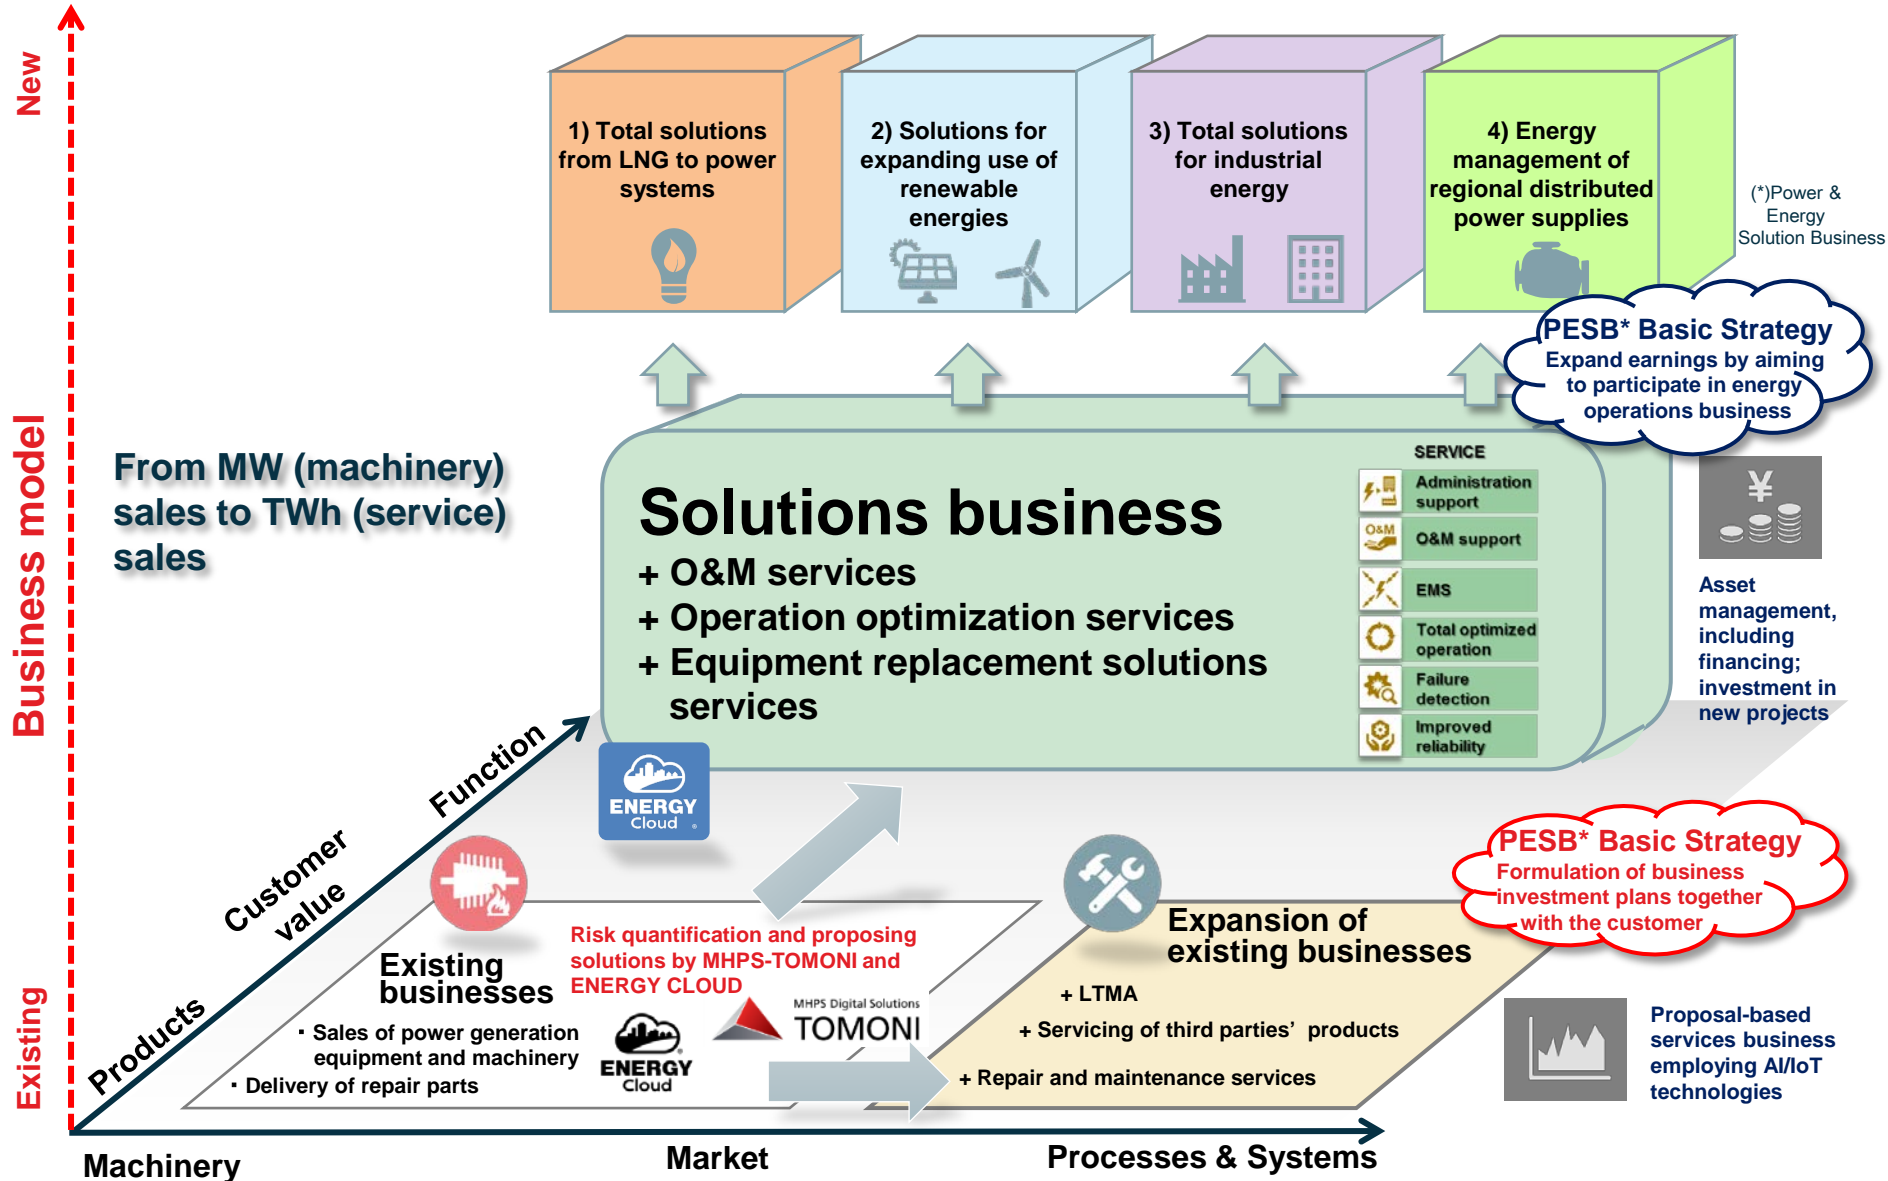 New
Business model
Existing
1) Total solutions
from LNG to power
systems
2) Solutions for
expanding use of
renewable
energies
3) Total solutions
for industrial
energy
4) Energy
management of
regional distributed
power supplies
(*)Power &
Energy
Solution Business
PESB* Basic Strategy
Expand earnings by aiming
to participate in energy
operations business
From MW (machinery)
sales to TWh (service)
sales
Solutions business
+ O&M services
+ Operation optimization services
+ Equipment replacement solutions
services
SERVICE
Administration
support
O&M
O&M support
EMS
Total optimized
operation
Failure
detection
Improved
reliability
¥
Asset
management,
including
financing;
investment in
new projects
Function
Customer
value
Products
ENERGY
Cloud
PESB* Basic Strategy
Formulation of business
investment plans together
with the customer
Existing
businesses
Risk quantification and proposing
solutions by MHPS-TOMONI and
ENERGY CLOUD
・Sales of power generation
equipment and machinery
・Delivery of repair parts
ENERGY
Cloud
MHPS Digital Solutions
TOMONI
Expansion of
existing businesses
+ LTMA
+ Servicing of third parties’ products
+ Repair and maintenance services
Proposal-based
services business
employing AI/IoT
technologies
Machinery
Market
Processes & Systems